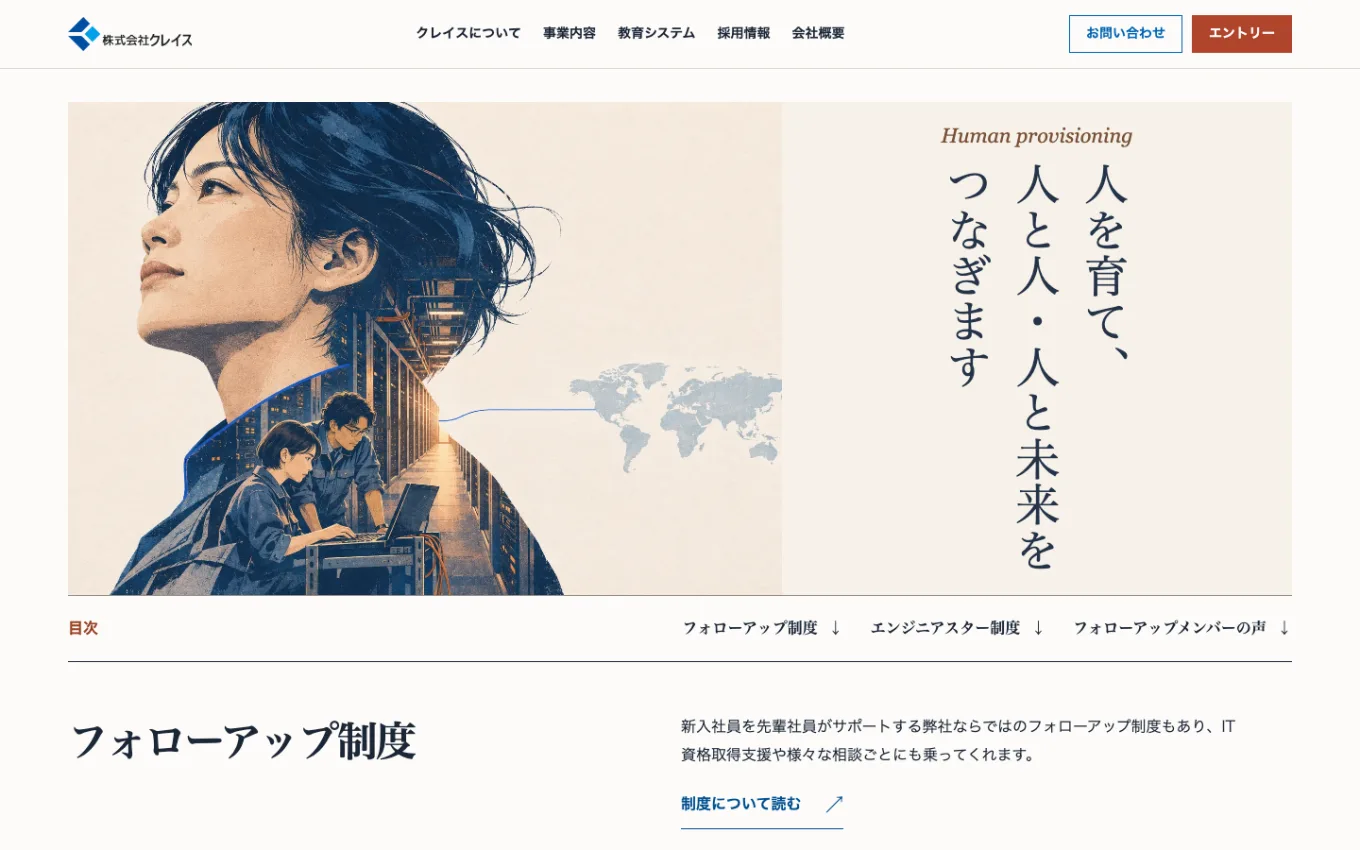 株式会社クレイス
クレイスについて
事業内容
教育システム
採用情報
会社概要
お問い合わせ
エントリー
Human provisioning
人を育て、
人と人・人と未来を
つなぎます
目次
フォローアップ制度 ↓
エンジニアスター制度 ↓
フォローアップメンバーの声 ↓
フォローアップ制度
新入社員を先輩社員がサポートする弊社ならではのフォローアップ制度もあり、IT
資格取得支援や様々な相談ごとにも乗ってくれます。
制度について読む ↗